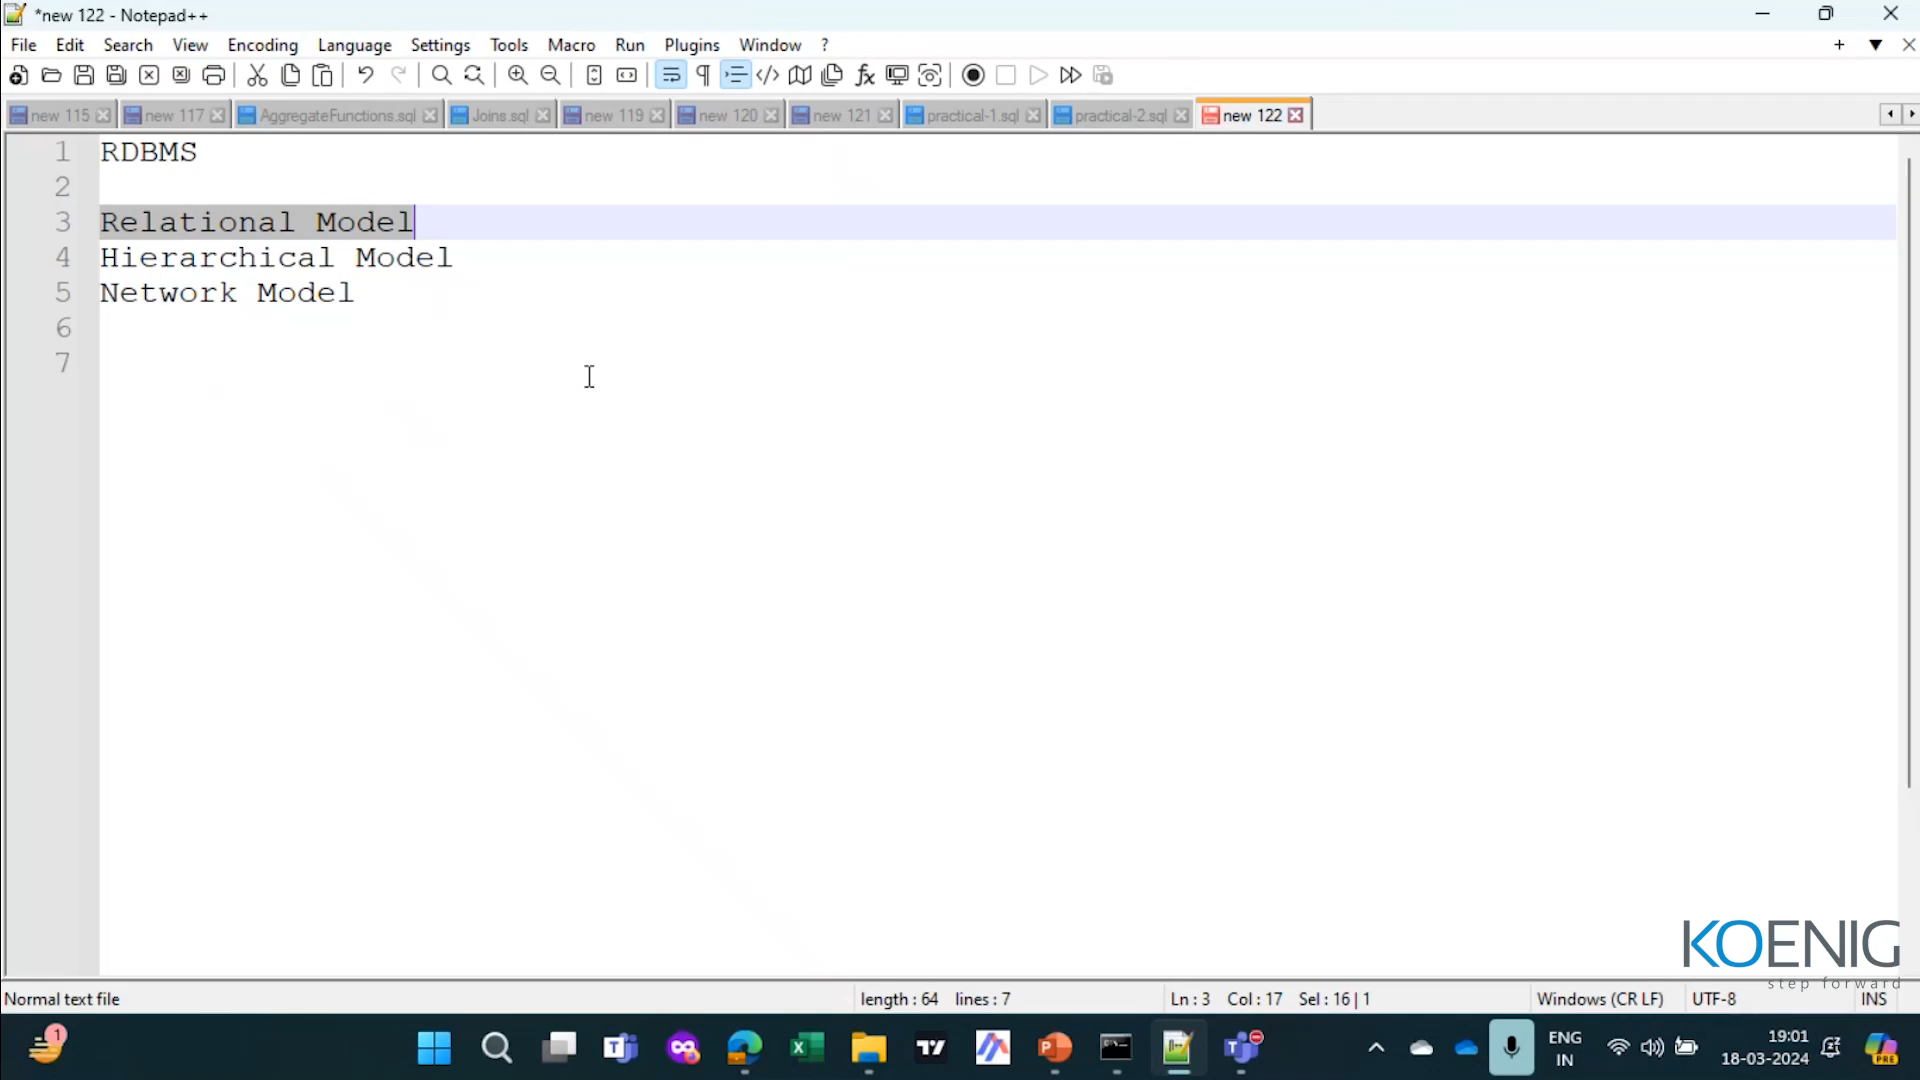 *new 122 - Notepad++
File Edit Search View Encoding Language Settings Tools Macro Run Plugins Window ?
new 115 new 117 AggregateFunctions.sql Joins.sql new 119 new 120 new 121 practical-1.sql practical-2.sql new 122
1 RDBMS
2
3 Relational Model
4 Hierarchical Model
5 Network Model
6
7
KOENIG
step forward
Normal text file length : 64 lines : 7 Ln : 3 Col : 17 Sel : 16 | 1 Windows (CR LF) UTF-8 INS
1 ENG 19:01
IN 18-03-2024 PRE